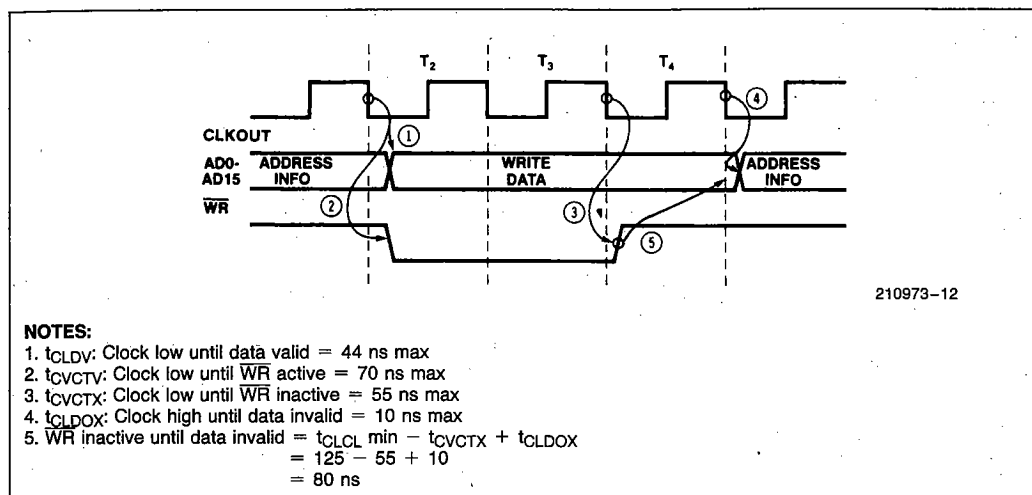 T₂ T₃ T₄
④
CLKOUT
①
AD0-
AD15
ADDRESS
INFO
WRITE
DATA
ADDRESS
INFO
②
③
WR
⑤
210973-12
NOTES:
1. tCLDV: Clock low until data valid = 44 ns max
2. tCVCTV: Clock low until WR active = 70 ns max
3. tCVCTX: Clock low until WR inactive = 55 ns max
4. tCLDOX: Clock high until data invalid = 10 ns max
5. WR inactive until data invalid = tCLCL min − tCVCTX + tCLDOX
= 125 − 55 + 10
= 80 ns